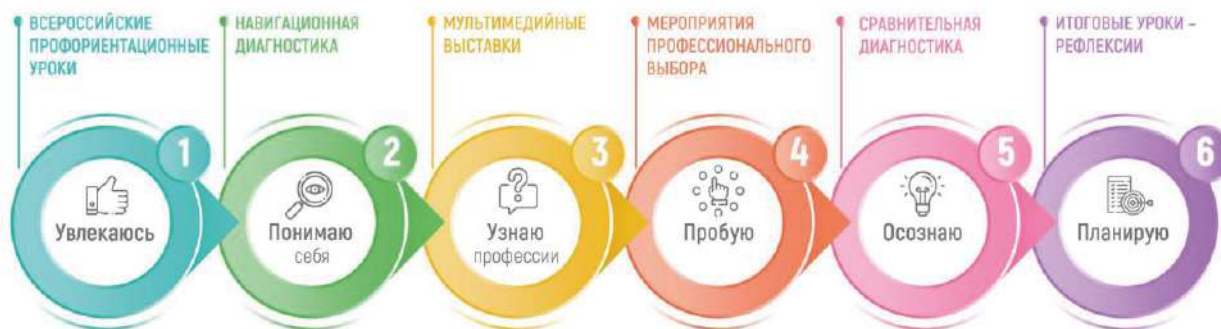 ВСЕРОССИЙСКИЕ
ПРОФОРИЕНТАЦИОННЫЕ
УРОКИ
НАВИГАЦИОННАЯ
ДИАГНОСТИКА
МУЛЬТИМЕДИЙНЫЕ
ВЫСТАВКИ
МЕРОПРИЯТИЯ
ПРОФЕССИОНАЛЬНОГО
ВЫБОРА
СРАВНИТЕЛЬНАЯ
ДИАГНОСТИКА
ИТОГОВЫЕ УРОКИ –
РЕФЛЕКСИИ
1
Увлекаюсь
2
Понимаю
себя
3
Узнаю
профессии
4
Пробую
5
Осознаю
6
Планирую